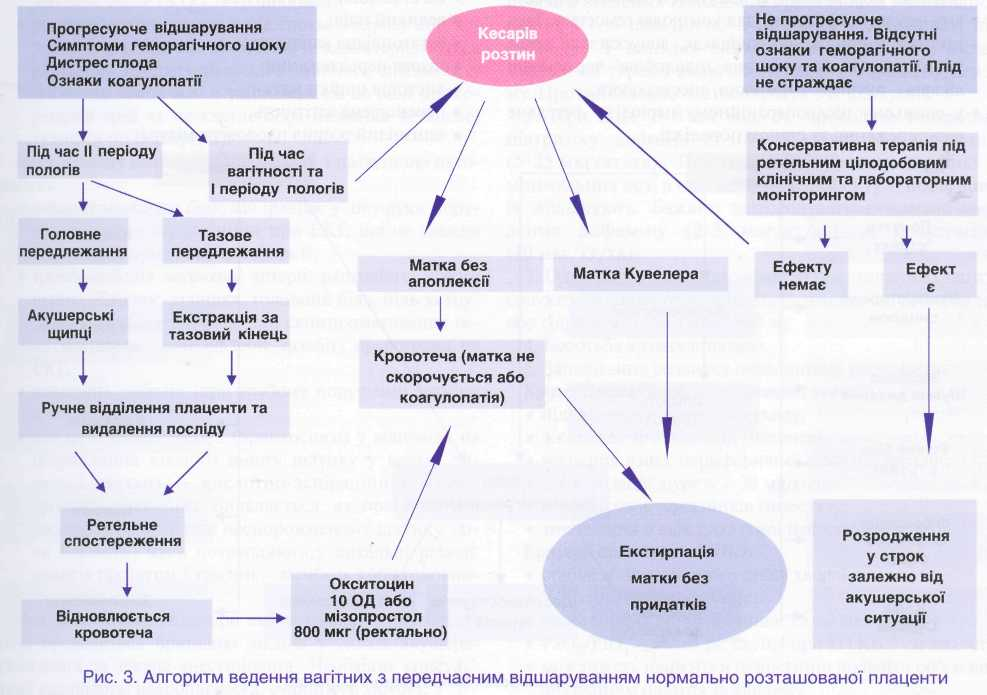 Прогресуюче відшарування
Симптоми геморагічного шоку
Дистрес плода
Ознаки коагулопатії
Кесарів
розтин
Не прогресуюче
відшарування. Відсутні
ознаки геморагічного
шоку та коагулопатії. Плід
не страждає
Під час II періоду
пологів
Під час
вагітності та
I періоду пологів
Консервативна терапія під
ретельним цілодобовим
клінічним та лабораторним
моніторингом
Головне
передлежання
Тазове
передлежання
Матка без
апоплексії
Матка Кувелера
Ефекту
немає
Ефект
є
Акушерські
щипці
Екстракція за
тазовий кінець
Кровотеча (матка не
скорочується або
коагулопатія)
Ручне відділення плаценти та
видалення посліду
Ретельне
спостереження
Екстирпація
матки без
придатків
Розродження
у строк
залежно від
акушерської
ситуації
Відновлюється
кровотеча
Окситоцин
10 ОД або
мізопростол
800 мкг (ректально)
Рис. 3. Алгоритм ведення вагітних з передчасним відшаруванням нормально розташованої плаценти